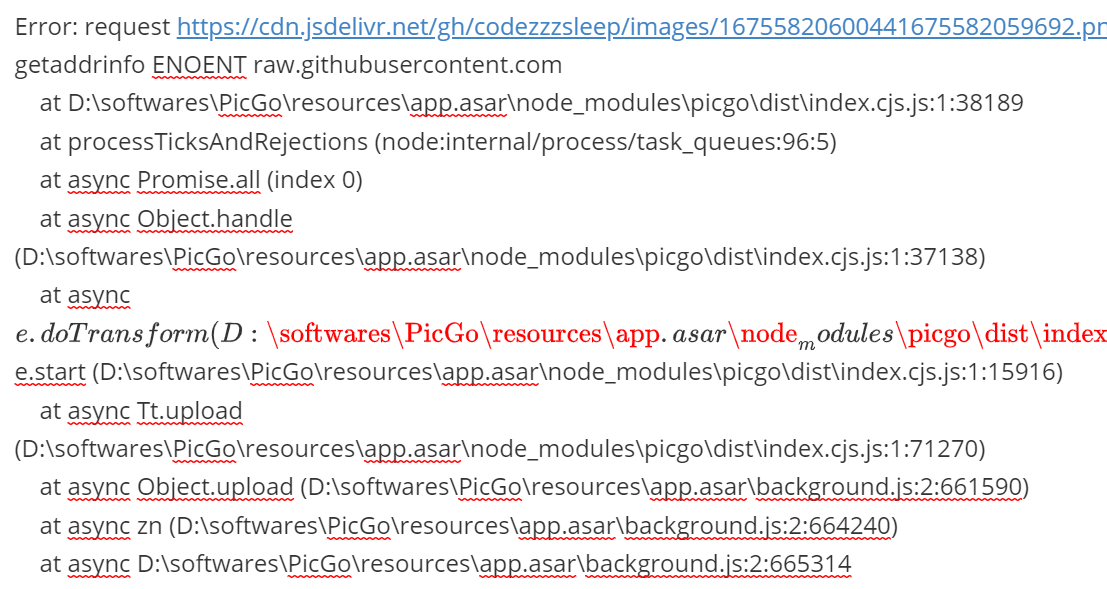 Error: request https://cdn.jsdelivr.net/gh/codezzzsleep/images/16755820600441675582059692.pn
getaddrinfo ENOENT raw.githubusercontent.com
at D:\softwares\PicGo\resources\app.asar\node_modules\picgo\dist\index.cjs.js:1:38189
at processTicksAndRejections (node:internal/process/task_queues:96:5)
at async Promise.all (index 0)
at async Object.handle
(D:\softwares\PicGo\resources\app.asar\node_modules\picgo\dist\index.cjs.js:1:37138)
at async
e.doTransform(D:\softwares\PicGo\resources\app.asar\node_modules\picgo\dist\index
e.start (D:\softwares\PicGo\resources\app.asar\node_modules\picgo\dist\index.cjs.js:1:15916)
at async Tt.upload
(D:\softwares\PicGo\resources\app.asar\node_modules\picgo\dist\index.cjs.js:1:71270)
at async Object.upload (D:\softwares\PicGo\resources\app.asar\background.js:2:661590)
at async zn (D:\softwares\PicGo\resources\app.asar\background.js:2:664240)
at async D:\softwares\PicGo\resources\app.asar\background.js:2:665314